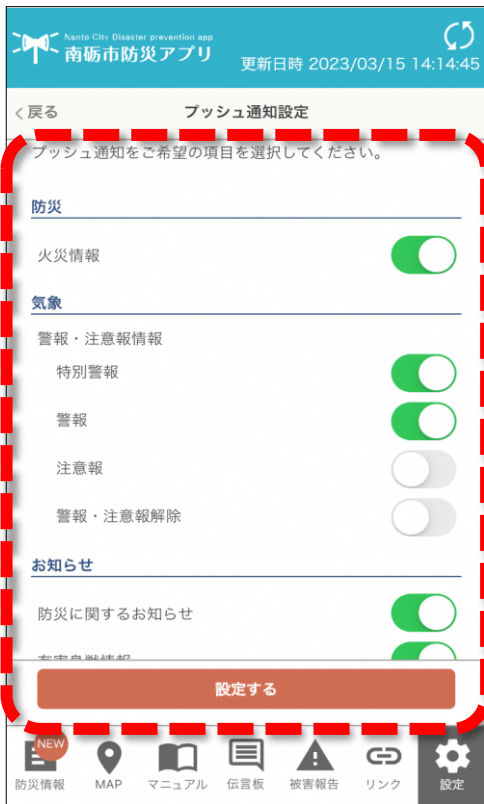 Nanto City Disaster prevention app
南砺市防災アプリ
更新日時 2023/03/15 14:14:45
戻る
プッシュ通知設定
プッシュ通知をご希望の項目を選択してください。
防災
火災情報
気象
警報・注意報情報
特別警報
警報
注意報
警報・注意報解除
お知らせ
防災に関するお知らせ
有害鳥獣情報
設定する
NEW
防災情報
MAP
マニュアル
伝言板
被害報告
リンク
設定